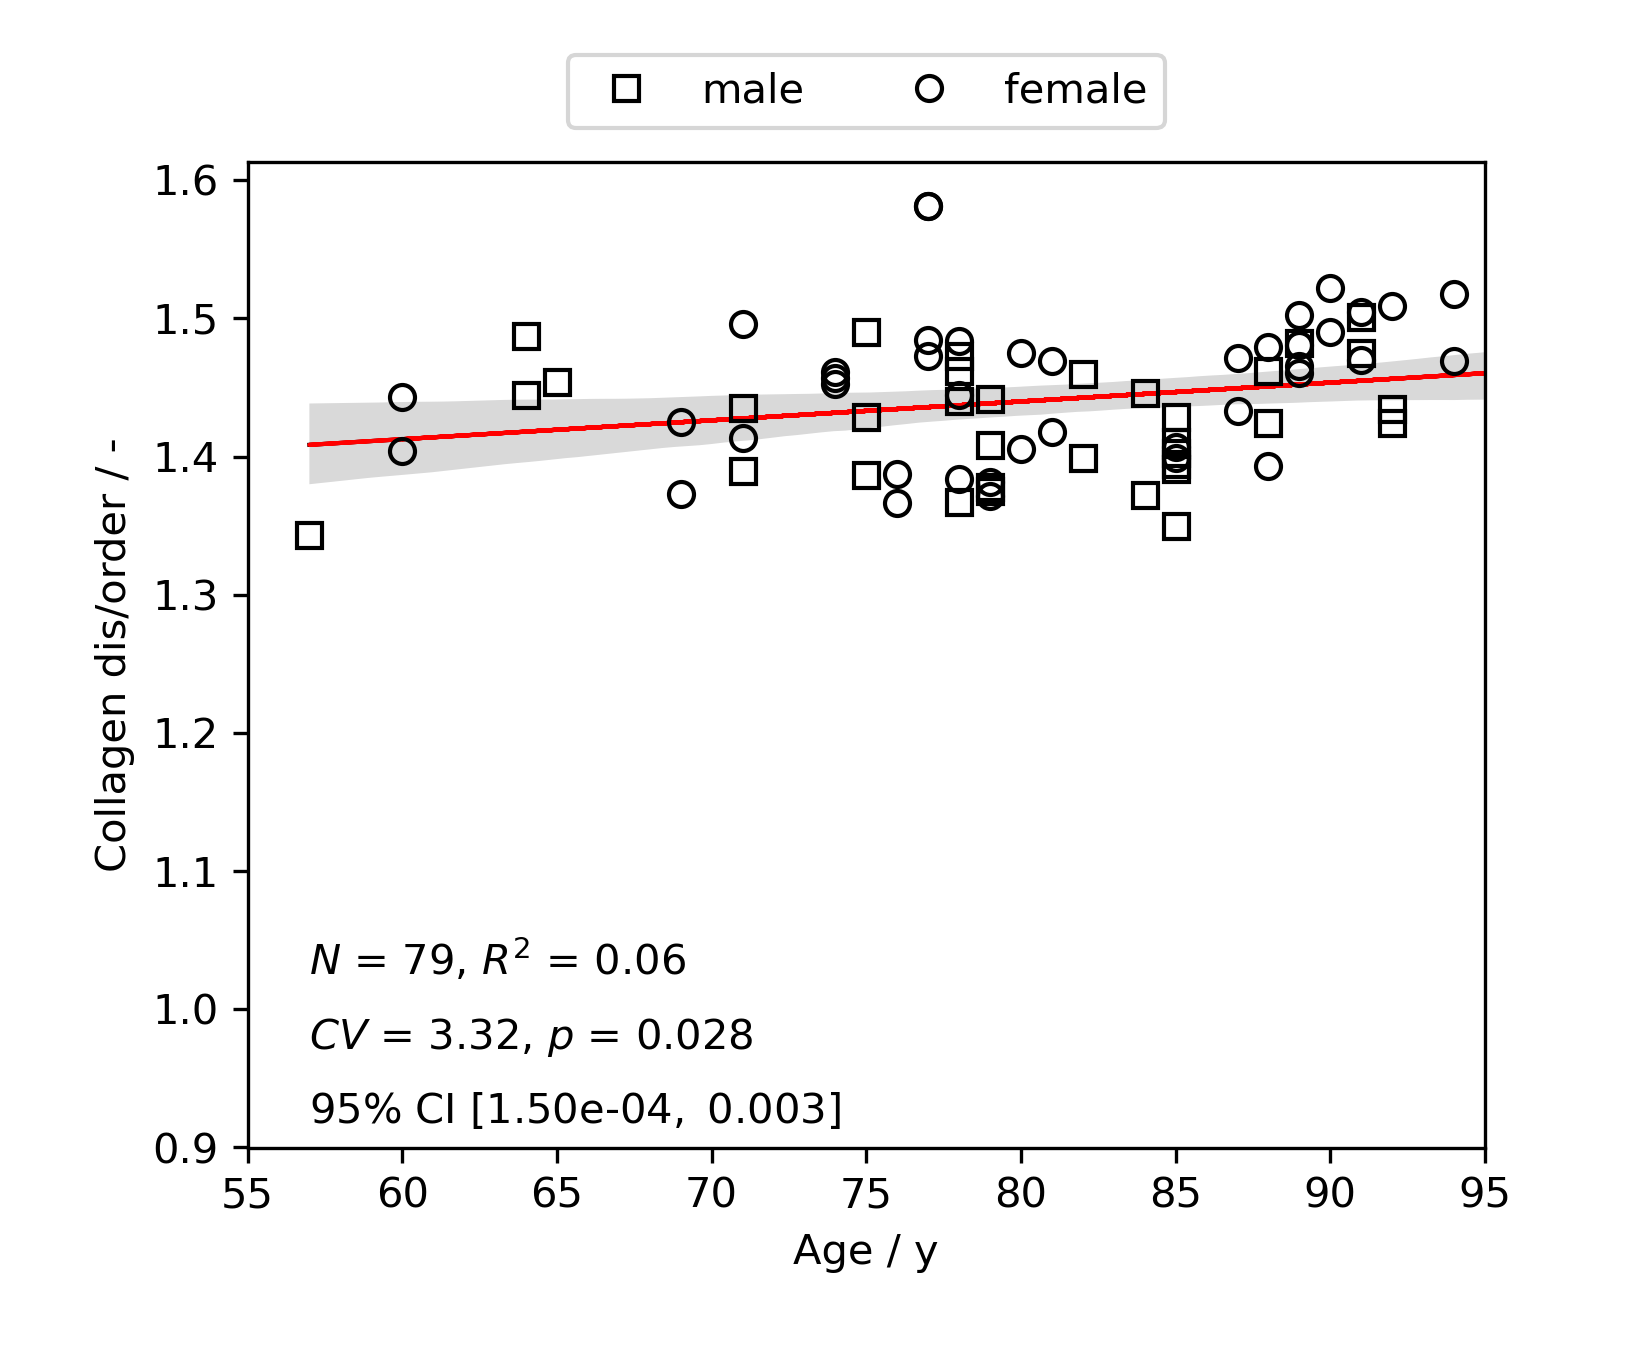 male female
1.6
1.5
1.4
1.3
1.2
1.1
1.0
0.9
Collagen dis/order / -
N = 79, R² = 0.06
CV = 3.32, p = 0.028
95% CI [1.50e-04, 0.003]
55 60 65 70 75 80 85 90 95
Age / y